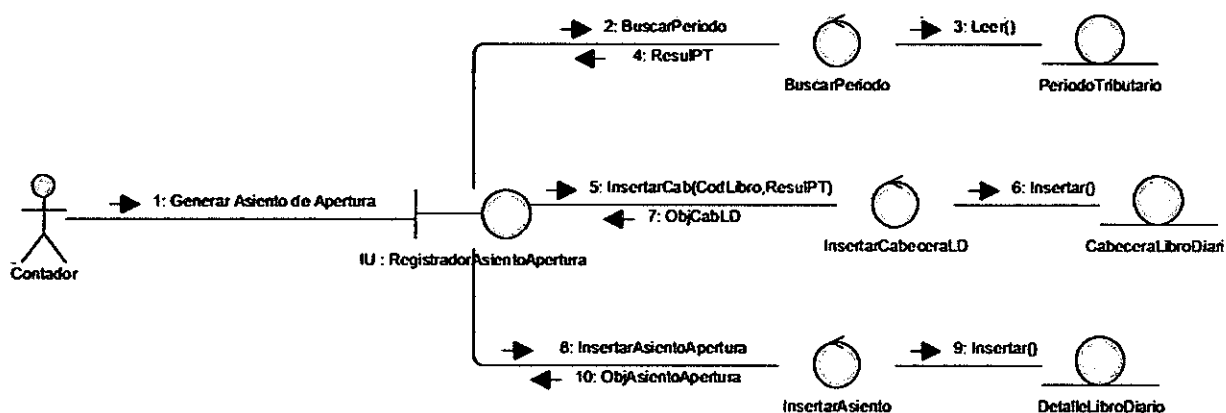 2: BuscarPeriodo
3: Leer()
4: ResulPT
BuscarPeriodo
PeriodoTributario
1: Generar Asiento de Apertura
5: InsertarCab(CodLibro,ResulPT)
6: Insertar()
7: ObjCabLD
InsertarCabeceraLD
CabeceraLibroDiari
IU : RegistradorAsientoApertura
Contador
8: InsertarAsientoApertura
9: Insertar()
10: ObjAsientoApertura
InsertarAsiento
DetalleLibroDiario